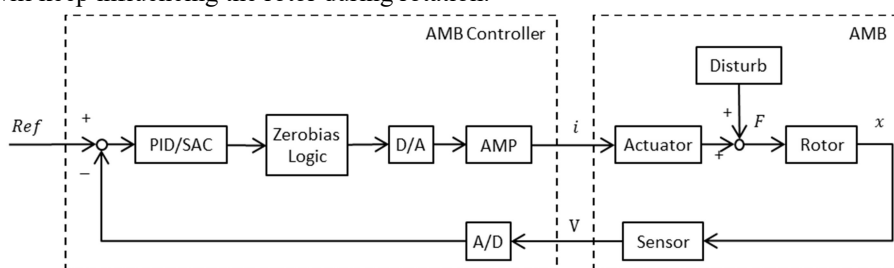 will keep influencing the rotor during rotation.
AMB Controller
AMB
Disturb
Ref
+
−
PID/SAC
Zerobias
Logic
D/A
AMP
i
Actuator
+
+
F
Rotor
x
A/D
V
Sensor